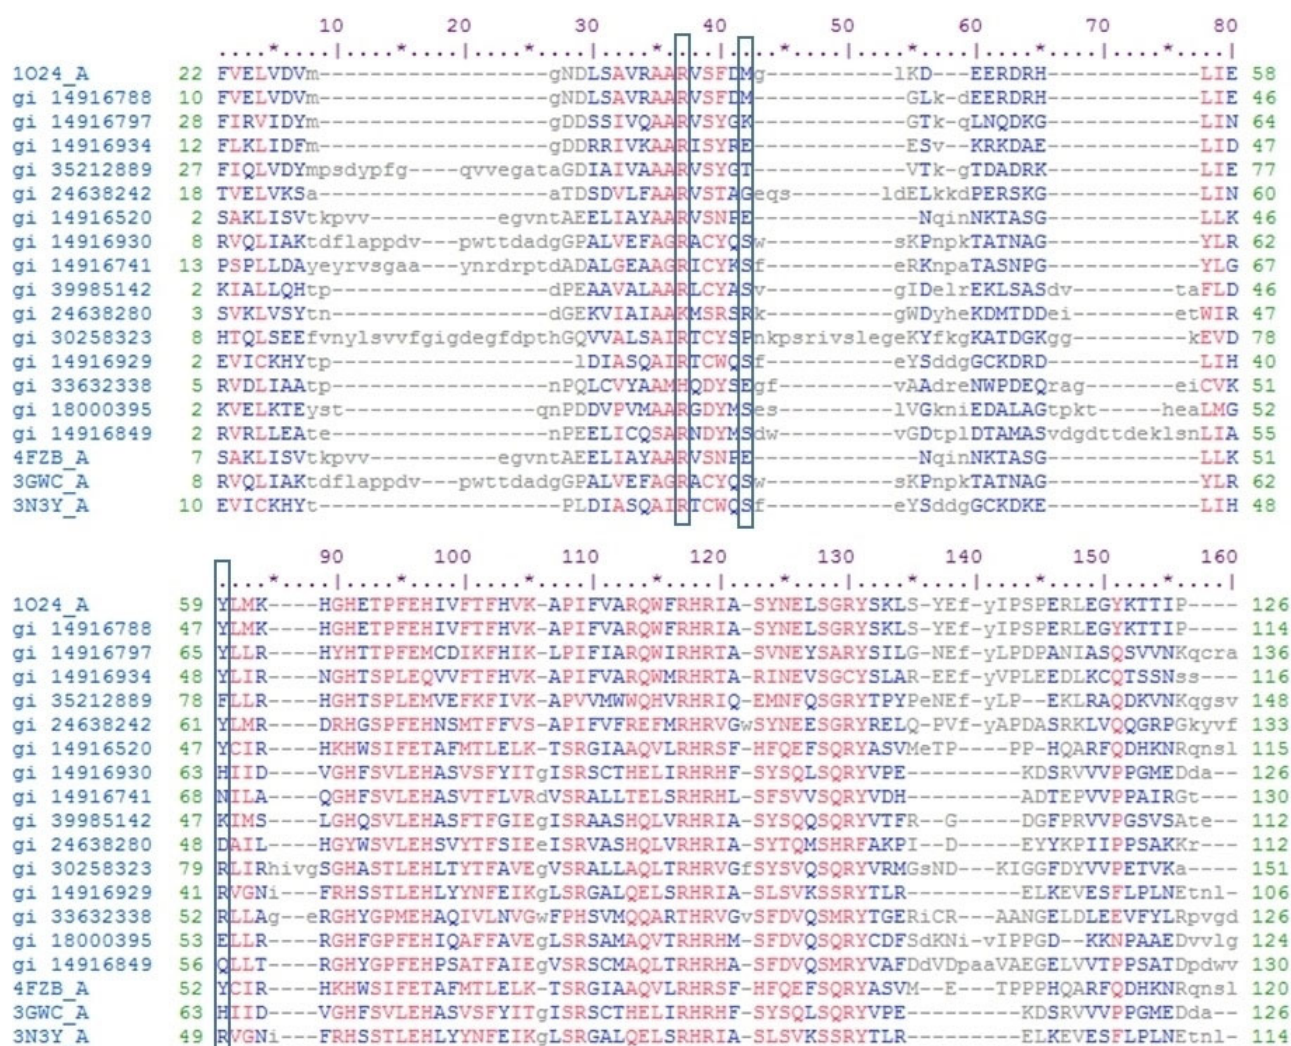 10 20 30 40 50 60 70 80
....*....|....*....|....*....|....*....|....*....|....*....|....*....|....*....|
1O24_A 22 FVELVDVm------------------gNDLSAVRAARVSFDMg----------lKD---EERDRH------------LIE 58
gi 14916788 10 FVELVDVm------------------gNDLSAVRAARVSFDM------------GLk-dEERDRH------------LIE 46
gi 14916797 28 FIRVIDYm------------------gDDSSIVQAARVSYGK------------GTk-qLNQDKG------------LIN 64
gi 14916934 12 FLKLIDFm------------------gDDRRIVKAARISYRE------------ESv--KRKDAE------------LID 47
gi 35212889 27 FIQLVDYmpsdypfg----qvvegataGDIAIVAAARVSYGT------------VTk-gTDADRK------------LIE 77
gi 24638242 18 TVELVKSa------------------aTDSDVLFAARVSTAGeqs-------ldELkkdPERSKG------------LIN 60
gi 14916520 2 SAKLISVtkpvv----------egvntAEELIAYAARVSNPE-------------NqinNKTASG------------LLK 46
gi 14916930 8 RVQLIAKtdflappdv---pwttdadgGPALVEFAGRACYQSw----------sKPnpkTATNAG------------YLR 62
gi 14916741 13 PSPLLDAyeyrvsgaa---ynrdrptdADALGEAAGRICYKSf----------eRKnpaTASNPG------------YLG 67
gi 39985142 2 KIALLQHtp-----------------dPEAAVALAARLCYASv----------gIDelrEKLSASdv--------taFLD 46
gi 24638280 3 SVKLVSYtn-----------------dGEKVIAIAAKMSRSRk----------gWDyheKDMTDDei--------etWIR 47
gi 30258323 8 HTQLSEEfvnylsvvfgigdegfdpthGQVVALSAIRTCYSPnkpsrivslegeKYfkgKATDGKgg---------kEVD 78
gi 14916929 2 EVICKHYtp-----------------lDIASQAIRTCWQSf----------eYSddgGCKDRD------------LIH 40
gi 33632338 5 RVDLIAAtp-----------------nPQLCVYAAMHQDYSEgf---------vAAdreNWPDEQrag-------eiCVK 51
gi 18000395 2 KVELKTEyst---------------qnPDDVPVMAARGDYMSes---------lVGkniEDALAGtpkt-----heaLMG 52
gi 14916849 2 RVRLLEAte-----------------nPEELICQSARNDYMSdw---------vGDtplDTAMASvdgdttdeklsnLIA 55
4FZB_A 7 SAKLISVtkpvv----------egvntAEELIAYAARVSNPE-------------NqinNKTASG------------LLK 51
3GWC_A 8 RVQLIAKtdflappdv---pwttdadgGPALVEFAGRACYQSw----------sKPnpkTATNAG------------YLR 62
3N3Y_A 10 EVICKHYt------------------PLDIASQAIRTCWQSf----------eYSddgGCKDKE------------LIH 48
90 100 110 120 130 140 150 160
....*....|....*....|....*....|....*....|....*....|....*....|....*....|....*....|
1O24_A 59 YLMK----HGHETPFEHIVFTFHVK-APIFVARQWFRHRIA-SYNELSGRYSKLS-YEf-yIPSPERLEGYKTTIP---- 126
gi 14916788 47 YLMK----HGHETPFEHIVFTFHVK-APIFVARQWFRHRIA-SYNELSGRYSKLS-YEf-yIPSPERLEGYKTTIP---- 114
gi 14916797 65 YLLR----HYHTTPFEMCDIKFHIK-LPIFIARQWIRHRTA-SVNEYSARYSILG-NEf-yLPDPANIASQSVVNKqcra 136
gi 14916934 48 YLIR----NGHTSPLEQVVFTFHVK-APIFVARQWMRHRTA-RINEVSGCYSLAR-EEf-yVPLEEDLKCQTSSNss--- 116
gi 35212889 78 FLLR----HGHTSPLEMVEFKFIVK-APVVMWWQHVRHRIQ-EMNFQSGRYTPYPeNEf-yLP--EKLRAQDKVNKqgsv 148
gi 24638242 61 YLMR----DRHGSPFEHNSMTFFVS-APIFVFREFMRHRVGwSYNEESGRYRELQ-PVf-yAPDASRKLVQQGRPGkyvf 133
gi 14916520 47 YCIR----HKHWSIFETAFMTLELK-TSRGIAAQVLRHRSF-HFQEFSQRYASVMeTP----PP-HQARFQDHKNRqnsl 115
gi 14916930 63 HIID----VGHFSVLEHASVSFYITgISRSCTHELIRHRHF-SYSQLSQRYVPE---------KDSRVVVPPGMEDda-- 126
gi 14916741 68 NILA----QGHFSVLEHASVTFLVRdVSRALLTELSRHRHL-SFSVVSQRYVDH---------ADTEPVVPPAIRGt--- 130
gi 39985142 47 KIMS----LGHQSVLEHASFTFGIEgISRAASHQLVRHRIA-SYSQQSQRYVTFR--G-----DGFPRVVPGSVSAte-- 112
gi 24638280 48 DAIL----HGYWSVLEHSVYTFSIEeISRVASHQLVRHRIA-SYTQMSHRFAKPI--D-----EYYKPIIPPSAKKr--- 112
gi 30258323 79 RLIRhivgSGHASTLEHLTYTFAVEgVSRALLAQLTRHRVGfSYSVQSQRYVRMGsND---KIGGFDYVVPETVKa---- 151
gi 14916929 41 RVGNi---FRHSSTLEHLYYNFEIKgLSRGALQELSRHRIA-SLSVKSSRYTLR---------ELKEVESFLPLNEtnl- 106
gi 33632338 52 RLLAg--eRGHYGPMEHAQIVLNVGwFPHSVMQQARTHRVGvSFDVQSMRYTGERiCR---AANGELDLEEVFYLRpvgd 126
gi 18000395 53 ELLR----RGHFGPFEHIQAFFAVEgLSRSAMAQVTRHRHM-SFDVQSQRYCDFSdKNi-vIPPGD--KKNPAAEDvvlg 124
gi 14916849 56 QLLT----RGHYGPFEHPSATFAIEgVSRSCMAQLTRHRHA-SFDVQSMRYVAFDdVDpaaVAEGELVVTPPSATDpdwv 130
4FZB_A 52 YCIR----HKHWSIFETAFMTLELK-TSRGIAAQVLRHRSF-HFQEFSQRYASVM--E---TPPPHQARFQDHKNRqnsl 120
3GWC_A 63 HIID----VGHFSVLEHASVSFYITgISRSCTHELIRHRHF-SYSQLSQRYVPE---------KDSRVVVPPGMEDda-- 126
3N3Y_A 49 RVGNi---FRHSSTLEHLYYNFEIKgLSRGALQELSRHRIA-SLSVKSSRYTLR---------ELKEVESFLPLNEtnl- 114